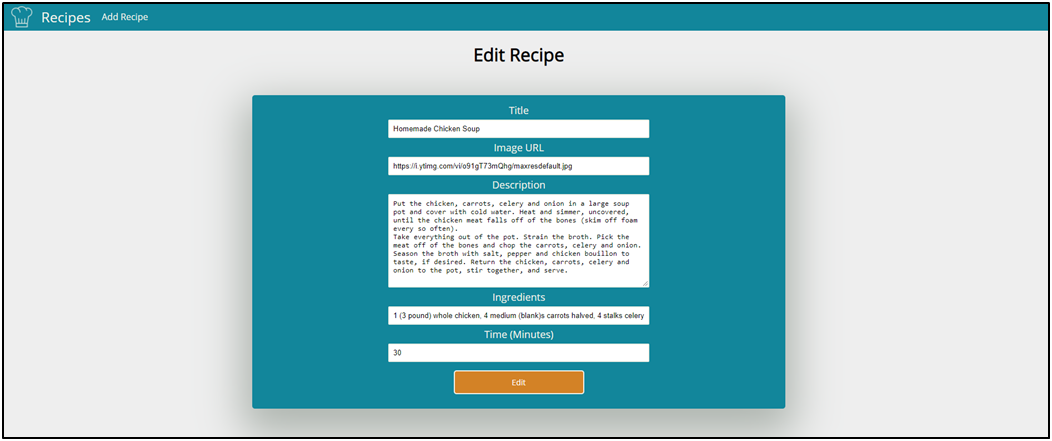 Recipes Add Recipe
Edit Recipe
Title
Homemade Chicken Soup
Image URL
https://i.ytimg.com/vi/o91gT73mQhg/maxresdefault.jpg
Description
Put the chicken, carrots, celery and onion in a large soup
pot and cover with cold water. Heat and simmer, uncovered,
until the chicken meat falls off of the bones (skim off foam
every so often).
Take everything out of the pot. Strain the broth. Pick the
meat off of the bones and chop the carrots, celery and onion.
Season the broth with salt, pepper and chicken bouillon to
taste, if desired. Return the chicken, carrots, celery and
onion to the pot, stir together, and serve.
Ingredients
1 (3 pound) whole chicken, 4 medium (blank)s carrots halved, 4 stalks celery
Time (Minutes)
30
Edit